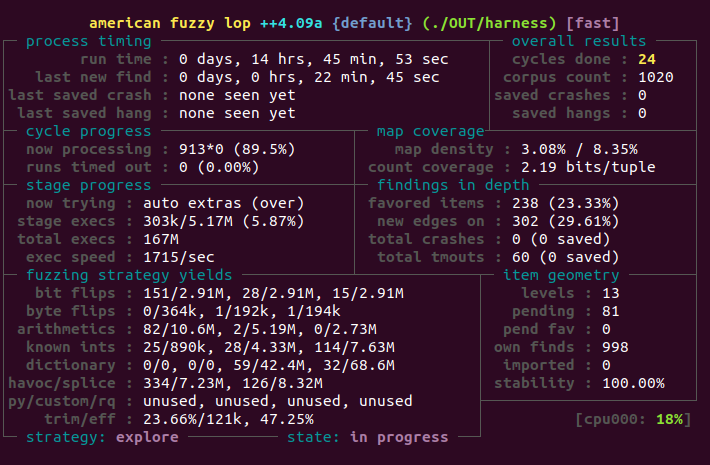 american fuzzy lop ++4.09a {default} (./OUT/harness) [fast]
process timing overall results
run time : 0 days, 14 hrs, 45 min, 53 sec cycles done : 24
last new find : 0 days, 0 hrs, 22 min, 45 sec corpus count : 1020
last saved crash : none seen yet saved crashes : 0
last saved hang : none seen yet saved hangs : 0
cycle progress map coverage
now processing : 913*0 (89.5%) map density : 3.08% / 8.35%
runs timed out : 0 (0.00%) count coverage : 2.19 bits/tuple
stage progress findings in depth
now trying : auto extras (over) favored items : 238 (23.33%)
stage execs : 303k/5.17M (5.87%) new edges on : 302 (29.61%)
total execs : 167M total crashes : 0 (0 saved)
exec speed : 1715/sec total tmouts : 60 (0 saved)
fuzzing strategy yields item geometry
bit flips : 151/2.91M, 28/2.91M, 15/2.91M levels : 13
byte flips : 0/364k, 1/192k, 1/194k pending : 81
arithmetics : 82/10.6M, 2/5.19M, 0/2.73M pend fav : 0
known ints : 25/890k, 28/4.33M, 114/7.63M own finds : 998
dictionary : 0/0, 0/0, 59/42.4M, 32/68.6M imported : 0
havoc/splice : 334/7.23M, 126/8.32M stability : 100.00%
py/custom/rq : unused, unused, unused, unused
trim/eff : 23.66%/121k, 47.25% [cpu000: 18%]
strategy: explore state: in progress